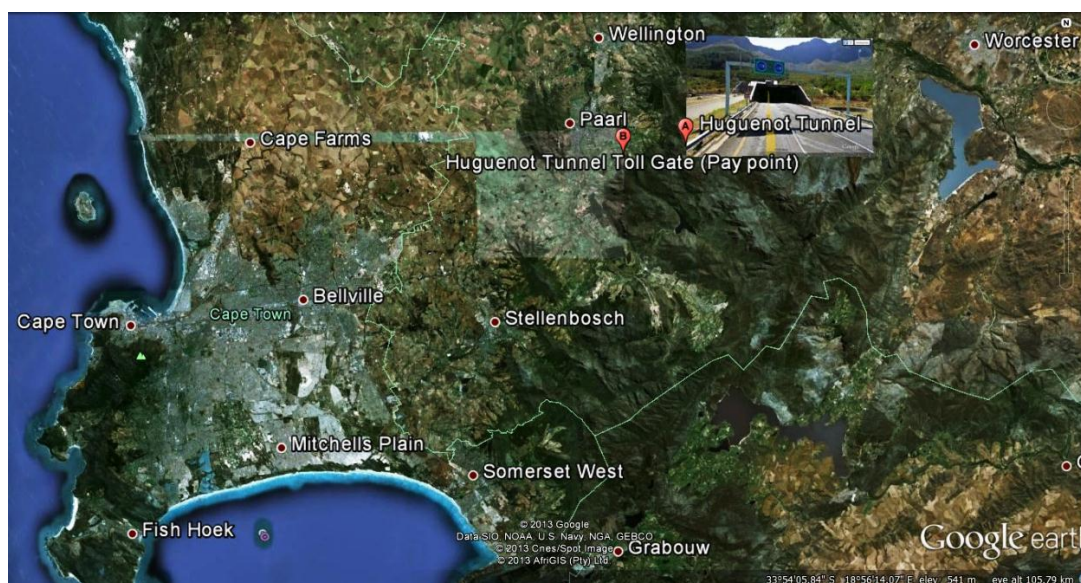 Wellington
Worcester
N
Paarl
A
Huguenot Tunnel
B
Cape Farms
Huguenot Tunnel Toll Gate (Pay point)
Bellville
Cape Town
Cape Town
Stellenbosch
Mitchells Plain
Somerset West
Fish Hoek
© 2013 Google
Data SIO, NOAA, U.S. Navy, NGA, GEBCO
© 2013 Cnes/Spot Image
© 2013 AfriGIS (Pty) Ltd.
Grabouw
Google earth
33°54'05.84" S 18°56'14.07" E elev 541 m eye alt 105.79 km